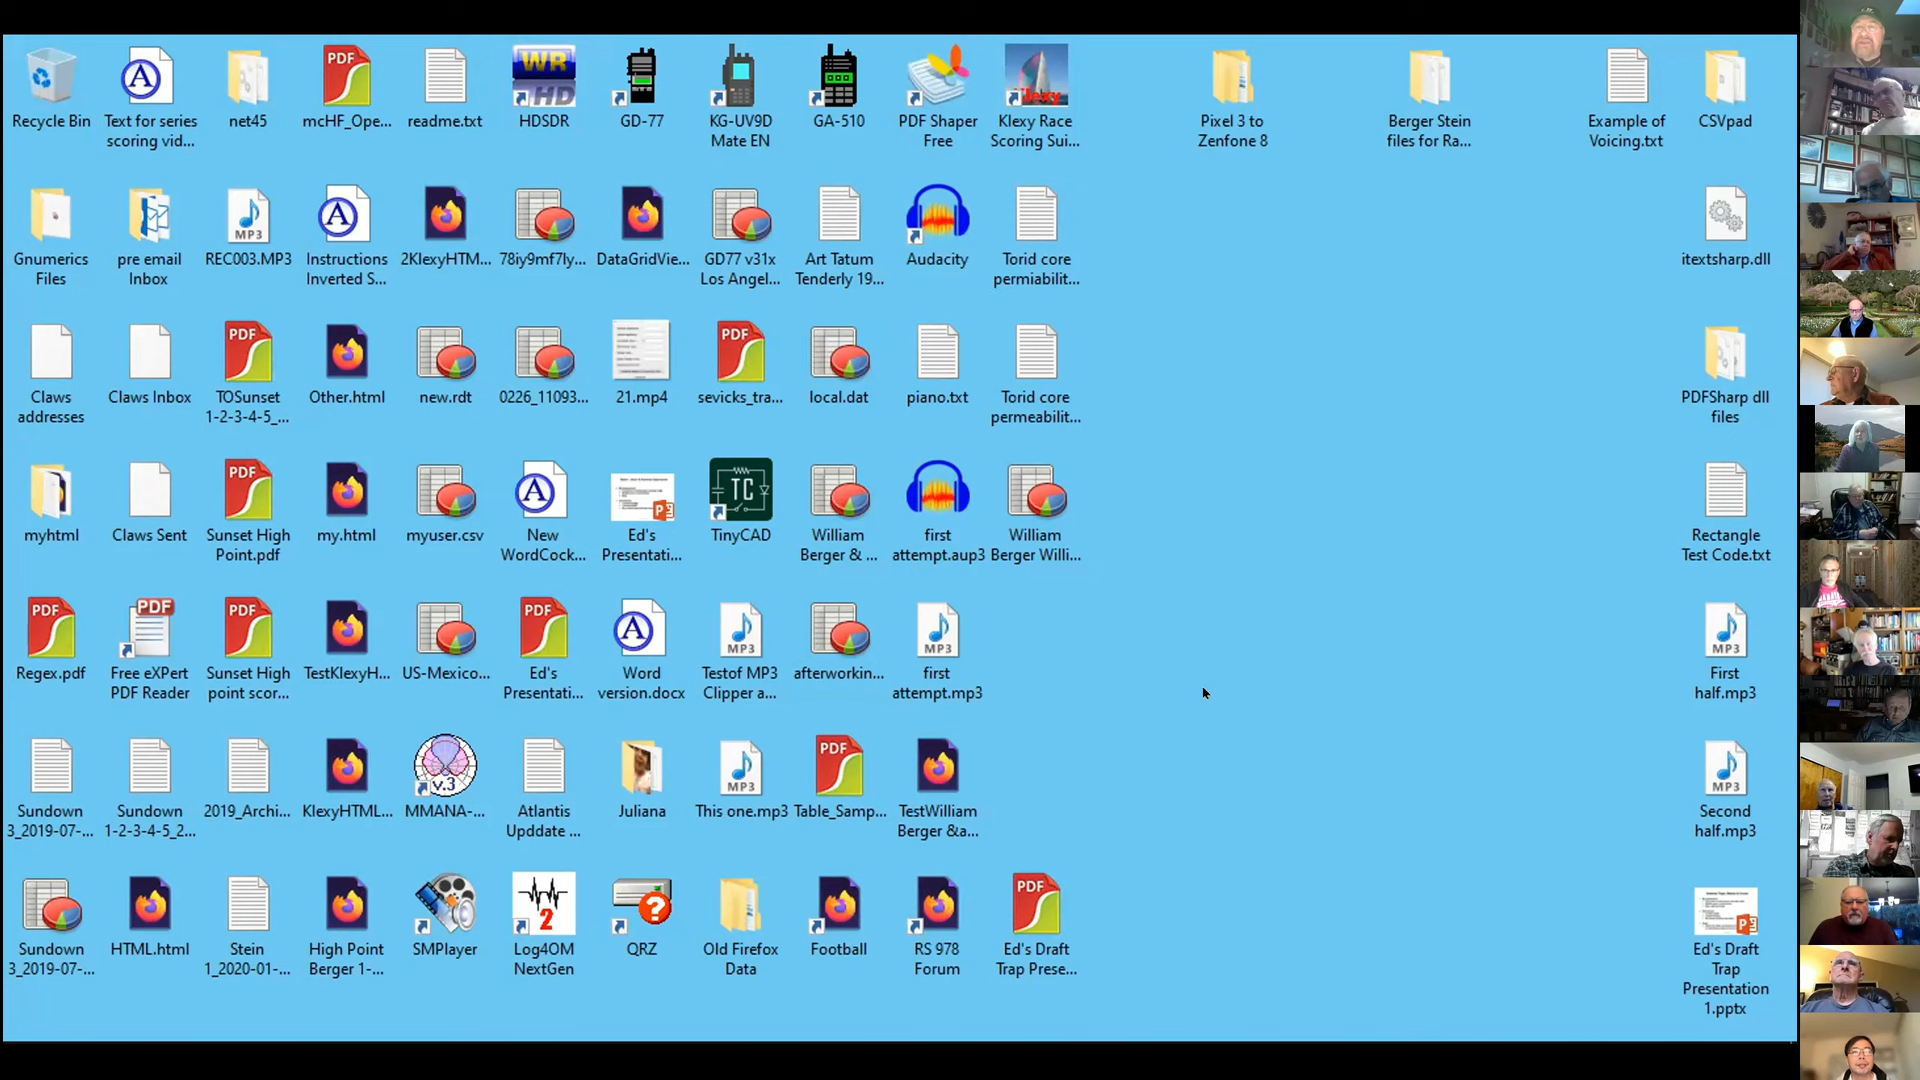 Recycle Bin
Text for series
scoring vid...
net45
mcHF_Ope...
readme.txt
WR
HD
HDSDR
GD-77
KG-UV9D
Mate EN
GA-510
PDF Shaper
Free
Klexy
Klexy Race
Scoring Sui...
Pixel 3 to
Zenfone 8
Berger Stein
files for Ra...
Example of
Voicing.txt
CSVpad
Gnumerics
Files
pre email
Inbox
REC003.MP3
Instructions
Inverted S...
2KlexyHTM...
78iy9mf7ly...
DataGridVie...
GD77 v31x
Los Angel...
Art Tatum
Tenderly 19...
Audacity
Torid core
permiabilit...
itextsharp.dll
Claws
addresses
Claws Inbox
TOSunset
1-2-3-4-5_...
Other.html
new.rdt
0226_11093...
21.mp4
sevicks_tra...
local.dat
piano.txt
Torid core
permeabilit...
PDFSharp dll
files
myhtml
Claws Sent
Sunset High
Point.pdf
my.html
myuser.csv
New
WordCock...
Ed's
Presentati...
TC
TinyCAD
William
Berger & ...
first
attempt.aup3
William
Berger Willi...
Rectangle
Test Code.txt
Regex.pdf
Free eXPert
PDF Reader
Sunset High
point scor...
TestKlexyH...
US-Mexico...
Ed's
Presentati...
Word
version.docx
Testof MP3
Clipper a...
afterworkin...
first
attempt.mp3
First
half.mp3
Sundown
3_2019-07-...
Sundown
1-2-3-4-5_2...
2019_Archi...
KlexyHTML...
v.3
MMANA-...
Atlantis
Upddate ...
Juliana
This one.mp3
Table_Samp...
TestWilliam
Berger &a...
Second
half.mp3
Sundown
3_2019-07-...
HTML.html
Stein
1_2020-01-...
High Point
Berger 1-...
SMPlayer
2
Log4OM
NextGen
QRZ
Old Firefox
Data
Football
RS 978
Forum
Ed's Draft
Trap Prese...
Ed's Draft
Trap
Presentation
1.pptx